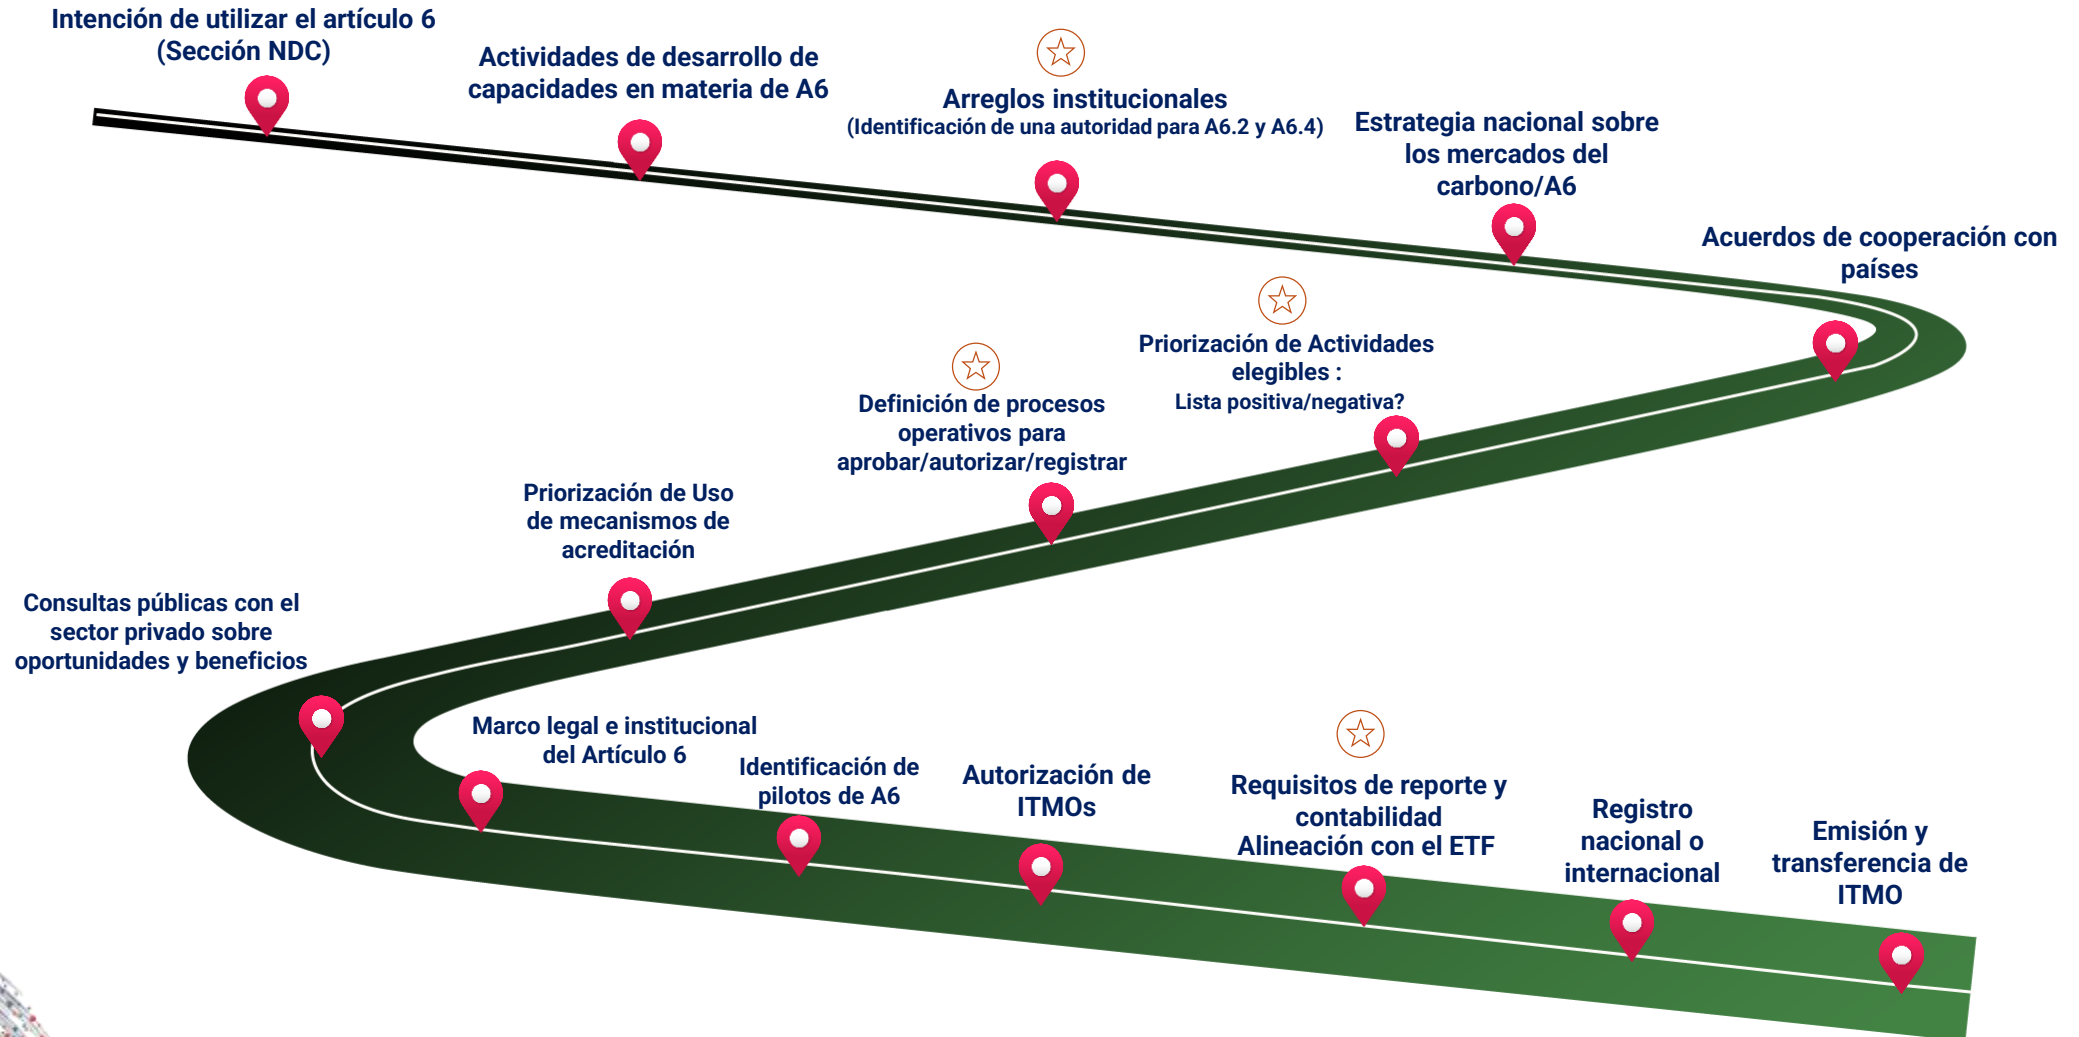 Intención de utilizar el artículo 6
(Sección NDC)
Actividades de desarrollo de
capacidades en materia de A6
Arreglos institucionales
(Identificación de una autoridad para A6.2 y A6.4)
Estrategia nacional sobre
los mercados del
carbono/A6
Acuerdos de cooperación con
países
Priorización de Actividades
elegibles :
Lista positiva/negativa?
Definición de procesos
operativos para
aprobar/autorizar/registrar
Priorización de Uso
de mecanismos de
acreditación
Consultas públicas con el
sector privado sobre
oportunidades y beneficios
Marco legal e institucional
del Artículo 6
Identificación de
pilotos de A6
Autorización de
ITMOs
Requisitos de reporte y
contabilidad
Alineación con el ETF
Registro
nacional o
internacional
Emisión y
transferencia de
ITMO